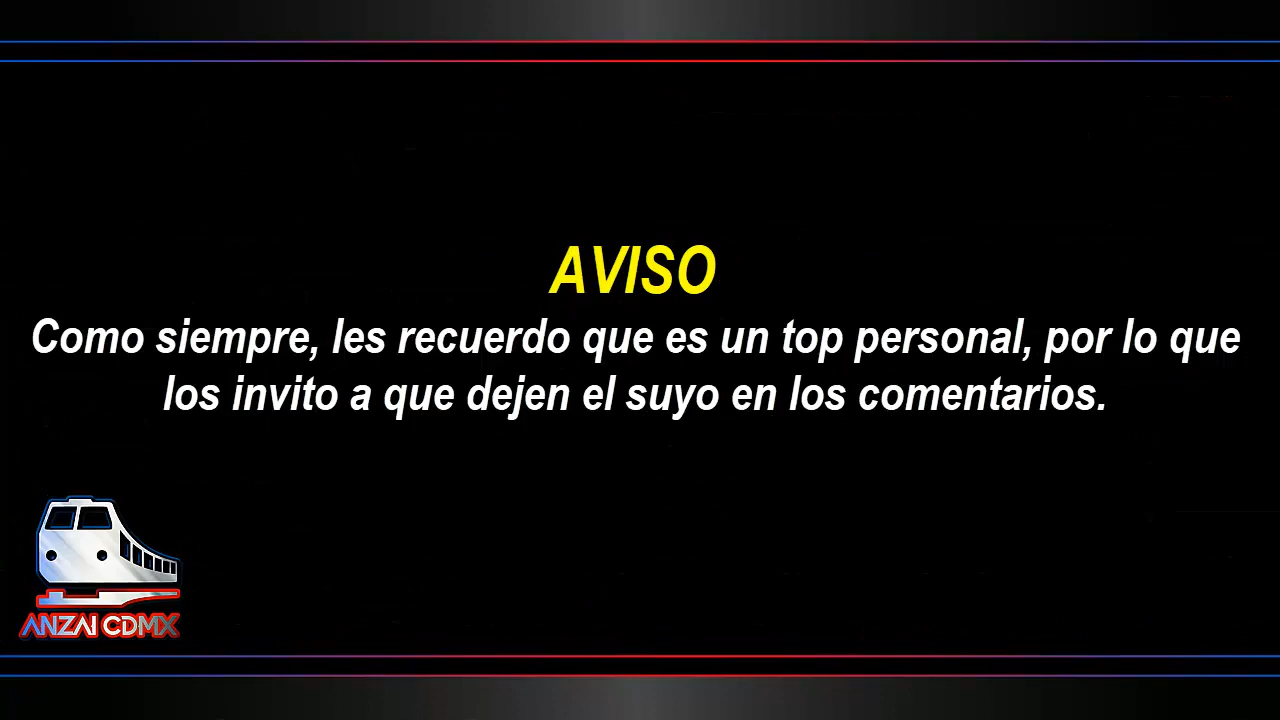 AVISO
Como siempre, les recuerdo que es un top personal, por lo que
los invito a que dejen el suyo en los comentarios.
ANZAI CDMX